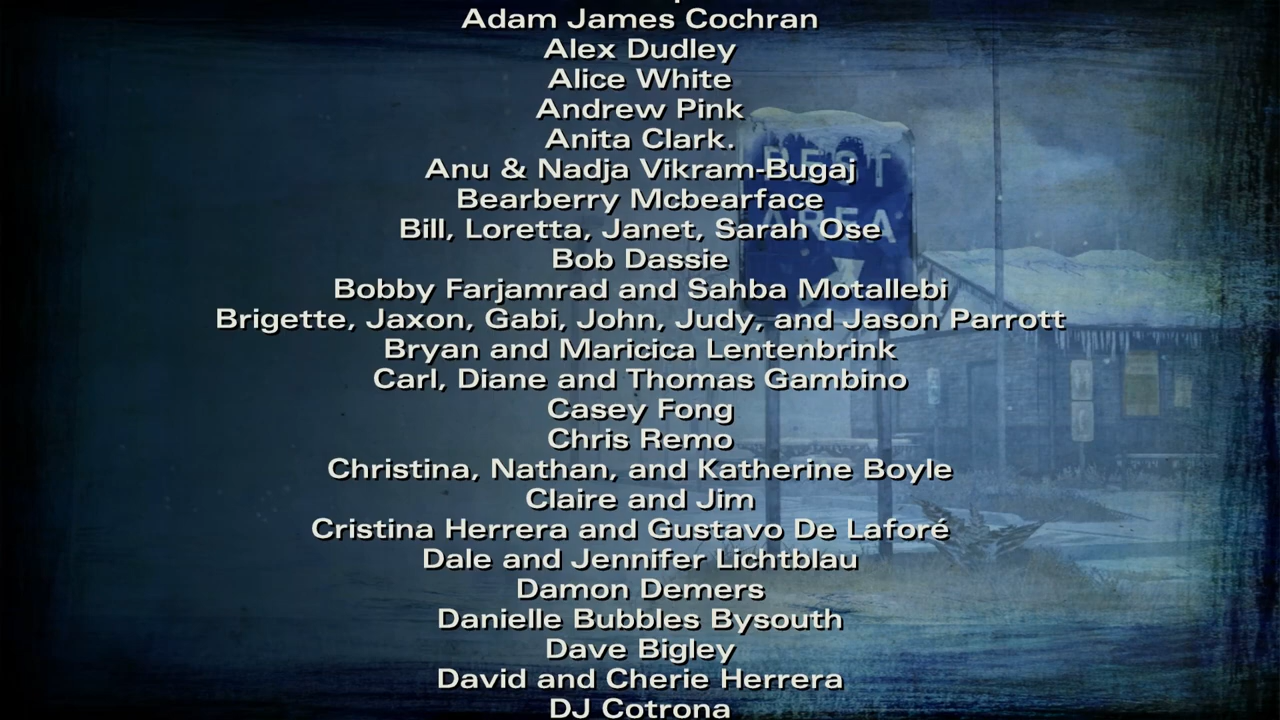 Adam James Cochran
Alex Dudley
Alice White
Andrew Pink
Anita Clark.
Anu & Nadja Vikram-Bugaj
Bearberry Mcbearface
Bill, Loretta, Janet, Sarah Ose
Bob Dassie
Bobby Farjamrad and Sahba Motallebi
Brigette, Jaxon, Gabi, John, Judy, and Jason Parrott
Bryan and Maricica Lentenbrink
Carl, Diane and Thomas Gambino
Casey Fong
Chris Remo
Christina, Nathan, and Katherine Boyle
Claire and Jim
Cristina Herrera and Gustavo De Laforé
Dale and Jennifer Lichtblau
Damon Demers
Danielle Bubbles Bysouth
Dave Bigley
David and Cherie Herrera
DJ Cotrona
REST
AREA